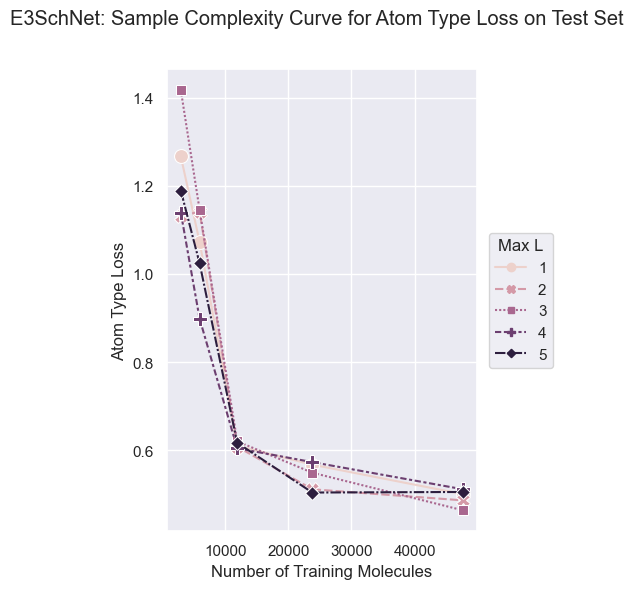 E3SchNet: Sample Complexity Curve for Atom Type Loss on Test Set
1.4
1.2
1.0
0.8
0.6
Atom Type Loss
10000 20000 30000 40000
Number of Training Molecules
Max L
1
2
3
4
5